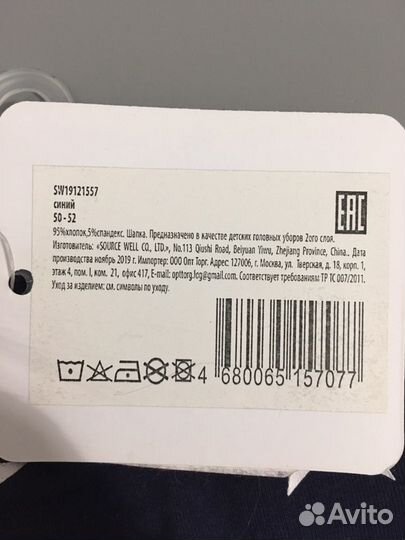 SW19121557
синий
50-52
95%хлопок,5%спандекс. Шапка. Предназначено в качестве детских головных уборов 2ого слоя.
Изготовитель: «SOURCE WELL CO., LTD.», No.113 Qiushi Road, Beiyuan Yiwu, Zhejiang Province, China.. Дата
производства ноябрь 2019 г. Импортер: ООО Опт Торг. Адрес: 127006, г. Москва, ул. Тверская, д. 18, корп. 1,
этаж 4, пом. I, ком. 21, офис 417, E-mail: opttorg.lcg@gmail.com. Соответствует требованиям ТР ТС 007/2011.
Уход за изделием: см. символы по уходу.
EAC
4 680065 157077
Avito